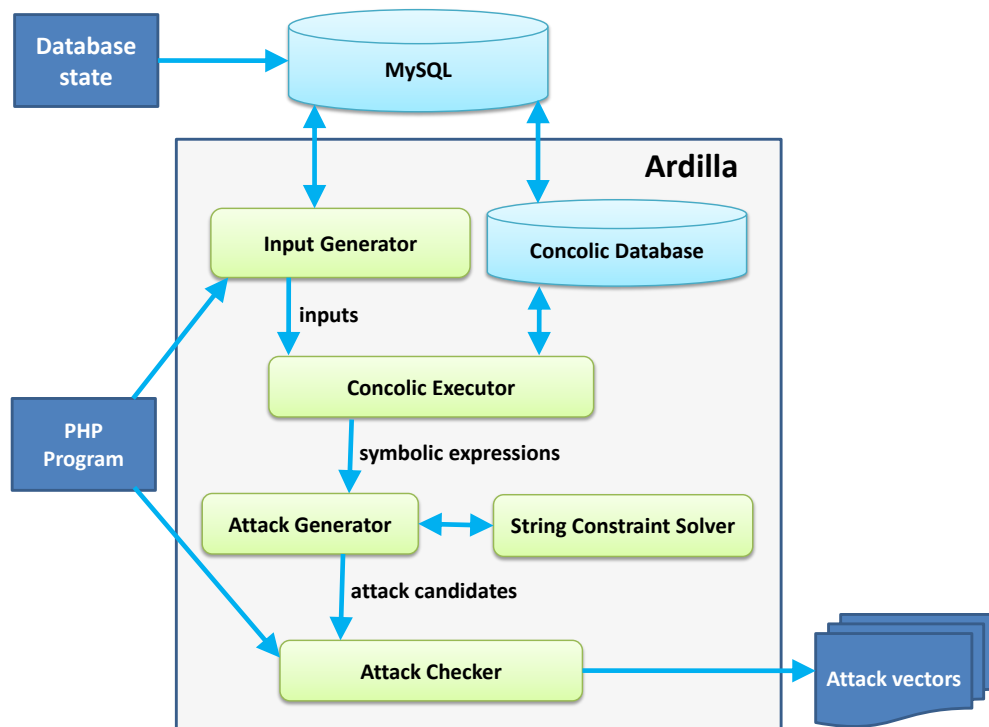 Database
state
MySQL
Ardilla
Input Generator
Concolic Database
inputs
Concolic Executor
PHP
Program
symbolic expressions
Attack Generator
String Constraint Solver
attack candidates
Attack Checker
Attack vectors